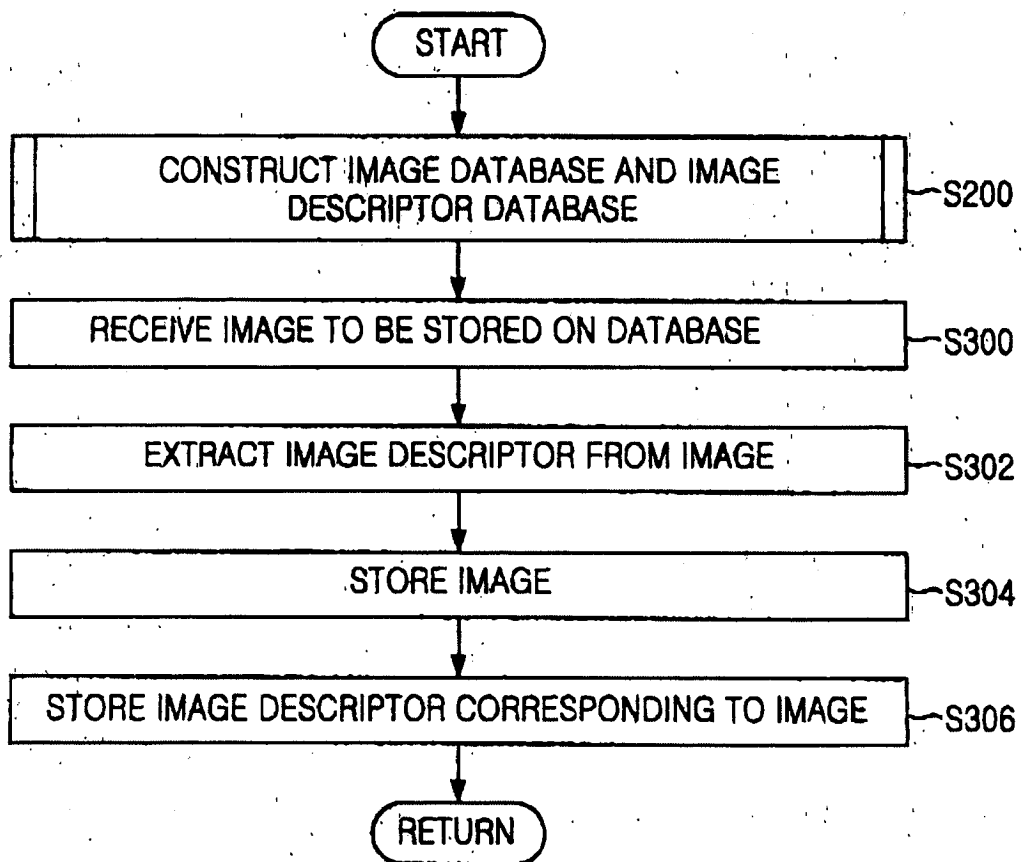 START
CONSTRUCT IMAGE DATABASE AND IMAGE
DESCRIPTOR DATABASE
S200
RECEIVE IMAGE TO BE STORED ON DATABASE
S300
EXTRACT IMAGE DESCRIPTOR FROM IMAGE
S302
STORE IMAGE
S304
STORE IMAGE DESCRIPTOR CORRESPONDING TO IMAGE
S306
RETURN